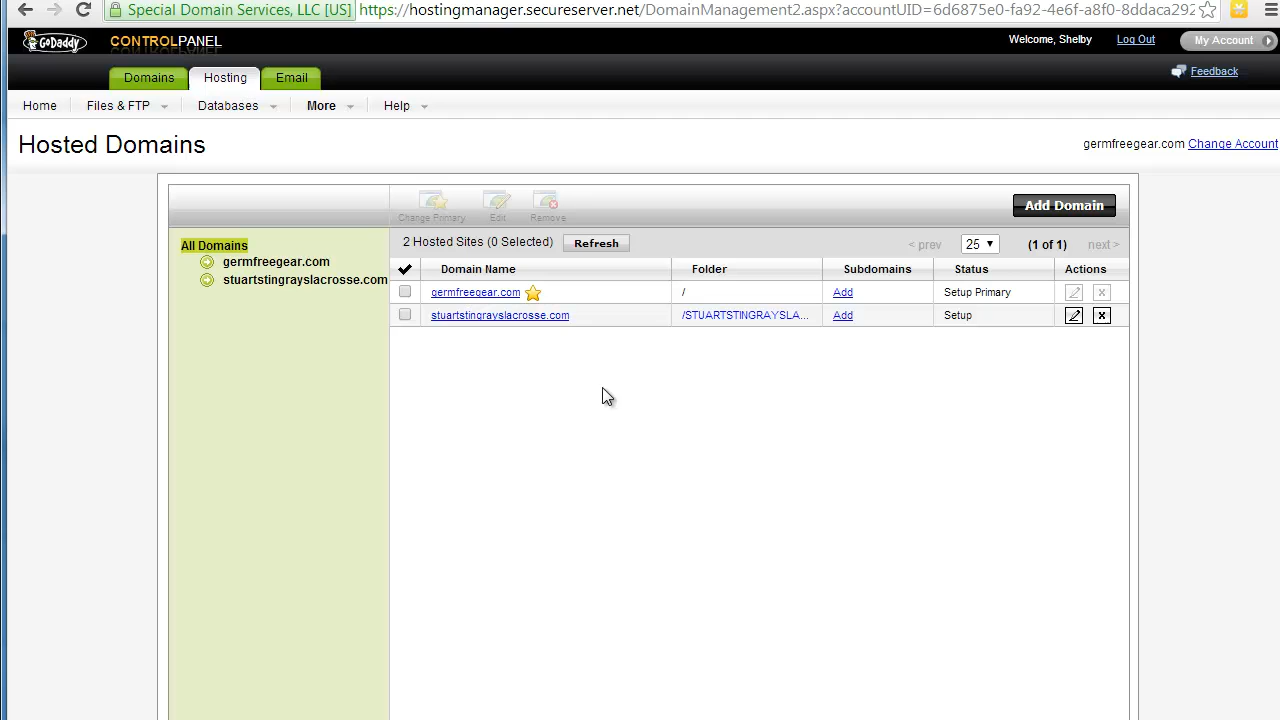 Special Domain Services, LLC [US] https://hostingmanager.secureserver.net/DomainManagement2.aspx?accountUID=6d6875e0-fa92-4e6f-a8f0-8ddaca292
GoDaddy CONTROLPANEL Welcome, Shelby Log Out My Account
Domains Hosting Email Feedback
Home Files & FTP Databases More Help
Hosted Domains germfreegear.com Change Account
Change Primary Edit Remove Add Domain
All Domains
germfreegear.com
stuartstingrayslacrosse.com
2 Hosted Sites (0 Selected) Refresh < prev 25 (1 of 1) next >
Domain Name Folder Subdomains Status Actions
germfreegear.com / Add Setup Primary
stuartstingrayslacrosse.com /STUARTSTINGRAYSLA... Add Setup